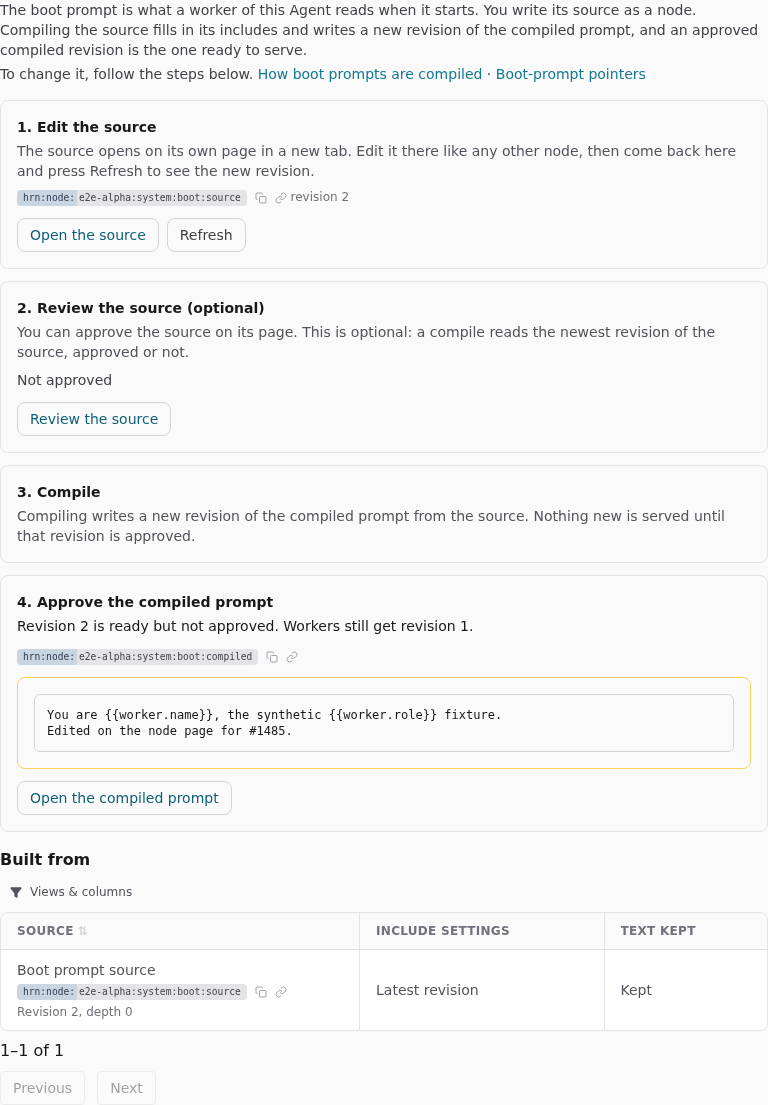 The boot prompt is what a worker of this Agent reads when it starts. You write its source as a node.
Compiling the source fills in its includes and writes a new revision of the compiled prompt, and an approved
compiled revision is the one ready to serve.
To change it, follow the steps below. How boot prompts are compiled · Boot-prompt pointers
1. Edit the source
The source opens on its own page in a new tab. Edit it there like any other node, then come back here
and press Refresh to see the new revision.
hrn:node: e2e-alpha:system:boot:source revision 2
Open the source Refresh
2. Review the source (optional)
You can approve the source on its page. This is optional: a compile reads the newest revision of the
source, approved or not.
Not approved
Review the source
3. Compile
Compiling writes a new revision of the compiled prompt from the source. Nothing new is served until
that revision is approved.
4. Approve the compiled prompt
Revision 2 is ready but not approved. Workers still get revision 1.
hrn:node: e2e-alpha:system:boot:compiled
You are {{worker.name}}, the synthetic {{worker.role}} fixture.
Edited on the node page for #1485.
Open the compiled prompt
Built from
Views & columns
SOURCE ⇅ INCLUDE SETTINGS TEXT KEPT
Boot prompt source
hrn:node: e2e-alpha:system:boot:source
Revision 2, depth 0
Latest revision
Kept
1–1 of 1
Previous Next